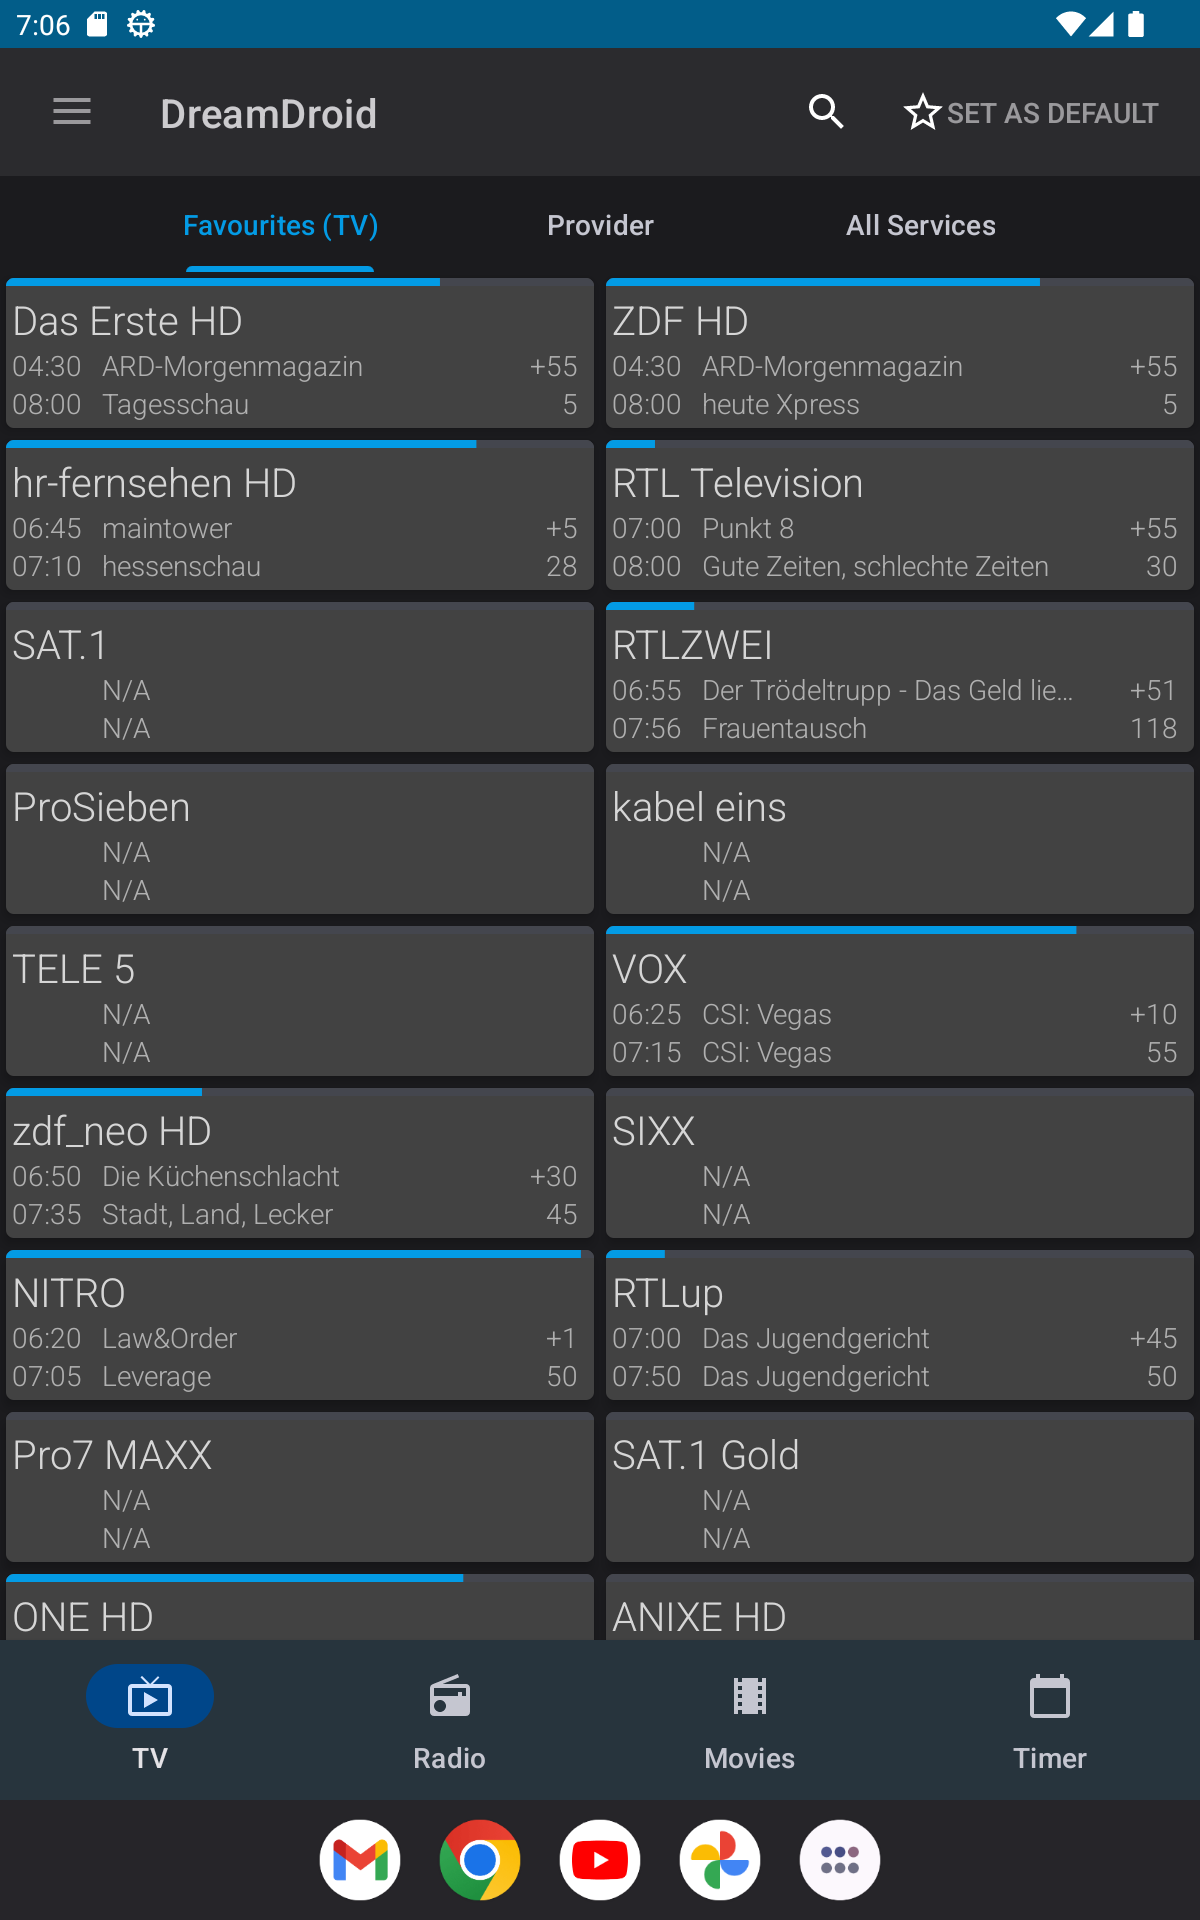 7:06
DreamDroid
SET AS DEFAULT
Favourites (TV)
Provider
All Services
Das Erste HD
04:30 ARD-Morgenmagazin +55
08:00 Tagesschau 5
ZDF HD
04:30 ARD-Morgenmagazin +55
08:00 heute Xpress 5
hr-fernsehen HD
06:45 maintower +5
07:10 hessenschau 28
RTL Television
07:00 Punkt 8 +55
08:00 Gute Zeiten, schlechte Zeiten 30
SAT.1
N/A
N/A
RTLZWEI
06:55 Der Trödeltrupp - Das Geld lie... +51
07:56 Frauentausch 118
ProSieben
N/A
N/A
kabel eins
N/A
N/A
TELE 5
N/A
N/A
VOX
06:25 CSI: Vegas +10
07:15 CSI: Vegas 55
zdf_neo HD
06:50 Die Küchenschlacht +30
07:35 Stadt, Land, Lecker 45
SIXX
N/A
N/A
NITRO
06:20 Law&Order +1
07:05 Leverage 50
RTLup
07:00 Das Jugendgericht +45
07:50 Das Jugendgericht 50
Pro7 MAXX
N/A
N/A
SAT.1 Gold
N/A
N/A
ONE HD
ANIXE HD
TV
Radio
Movies
Timer